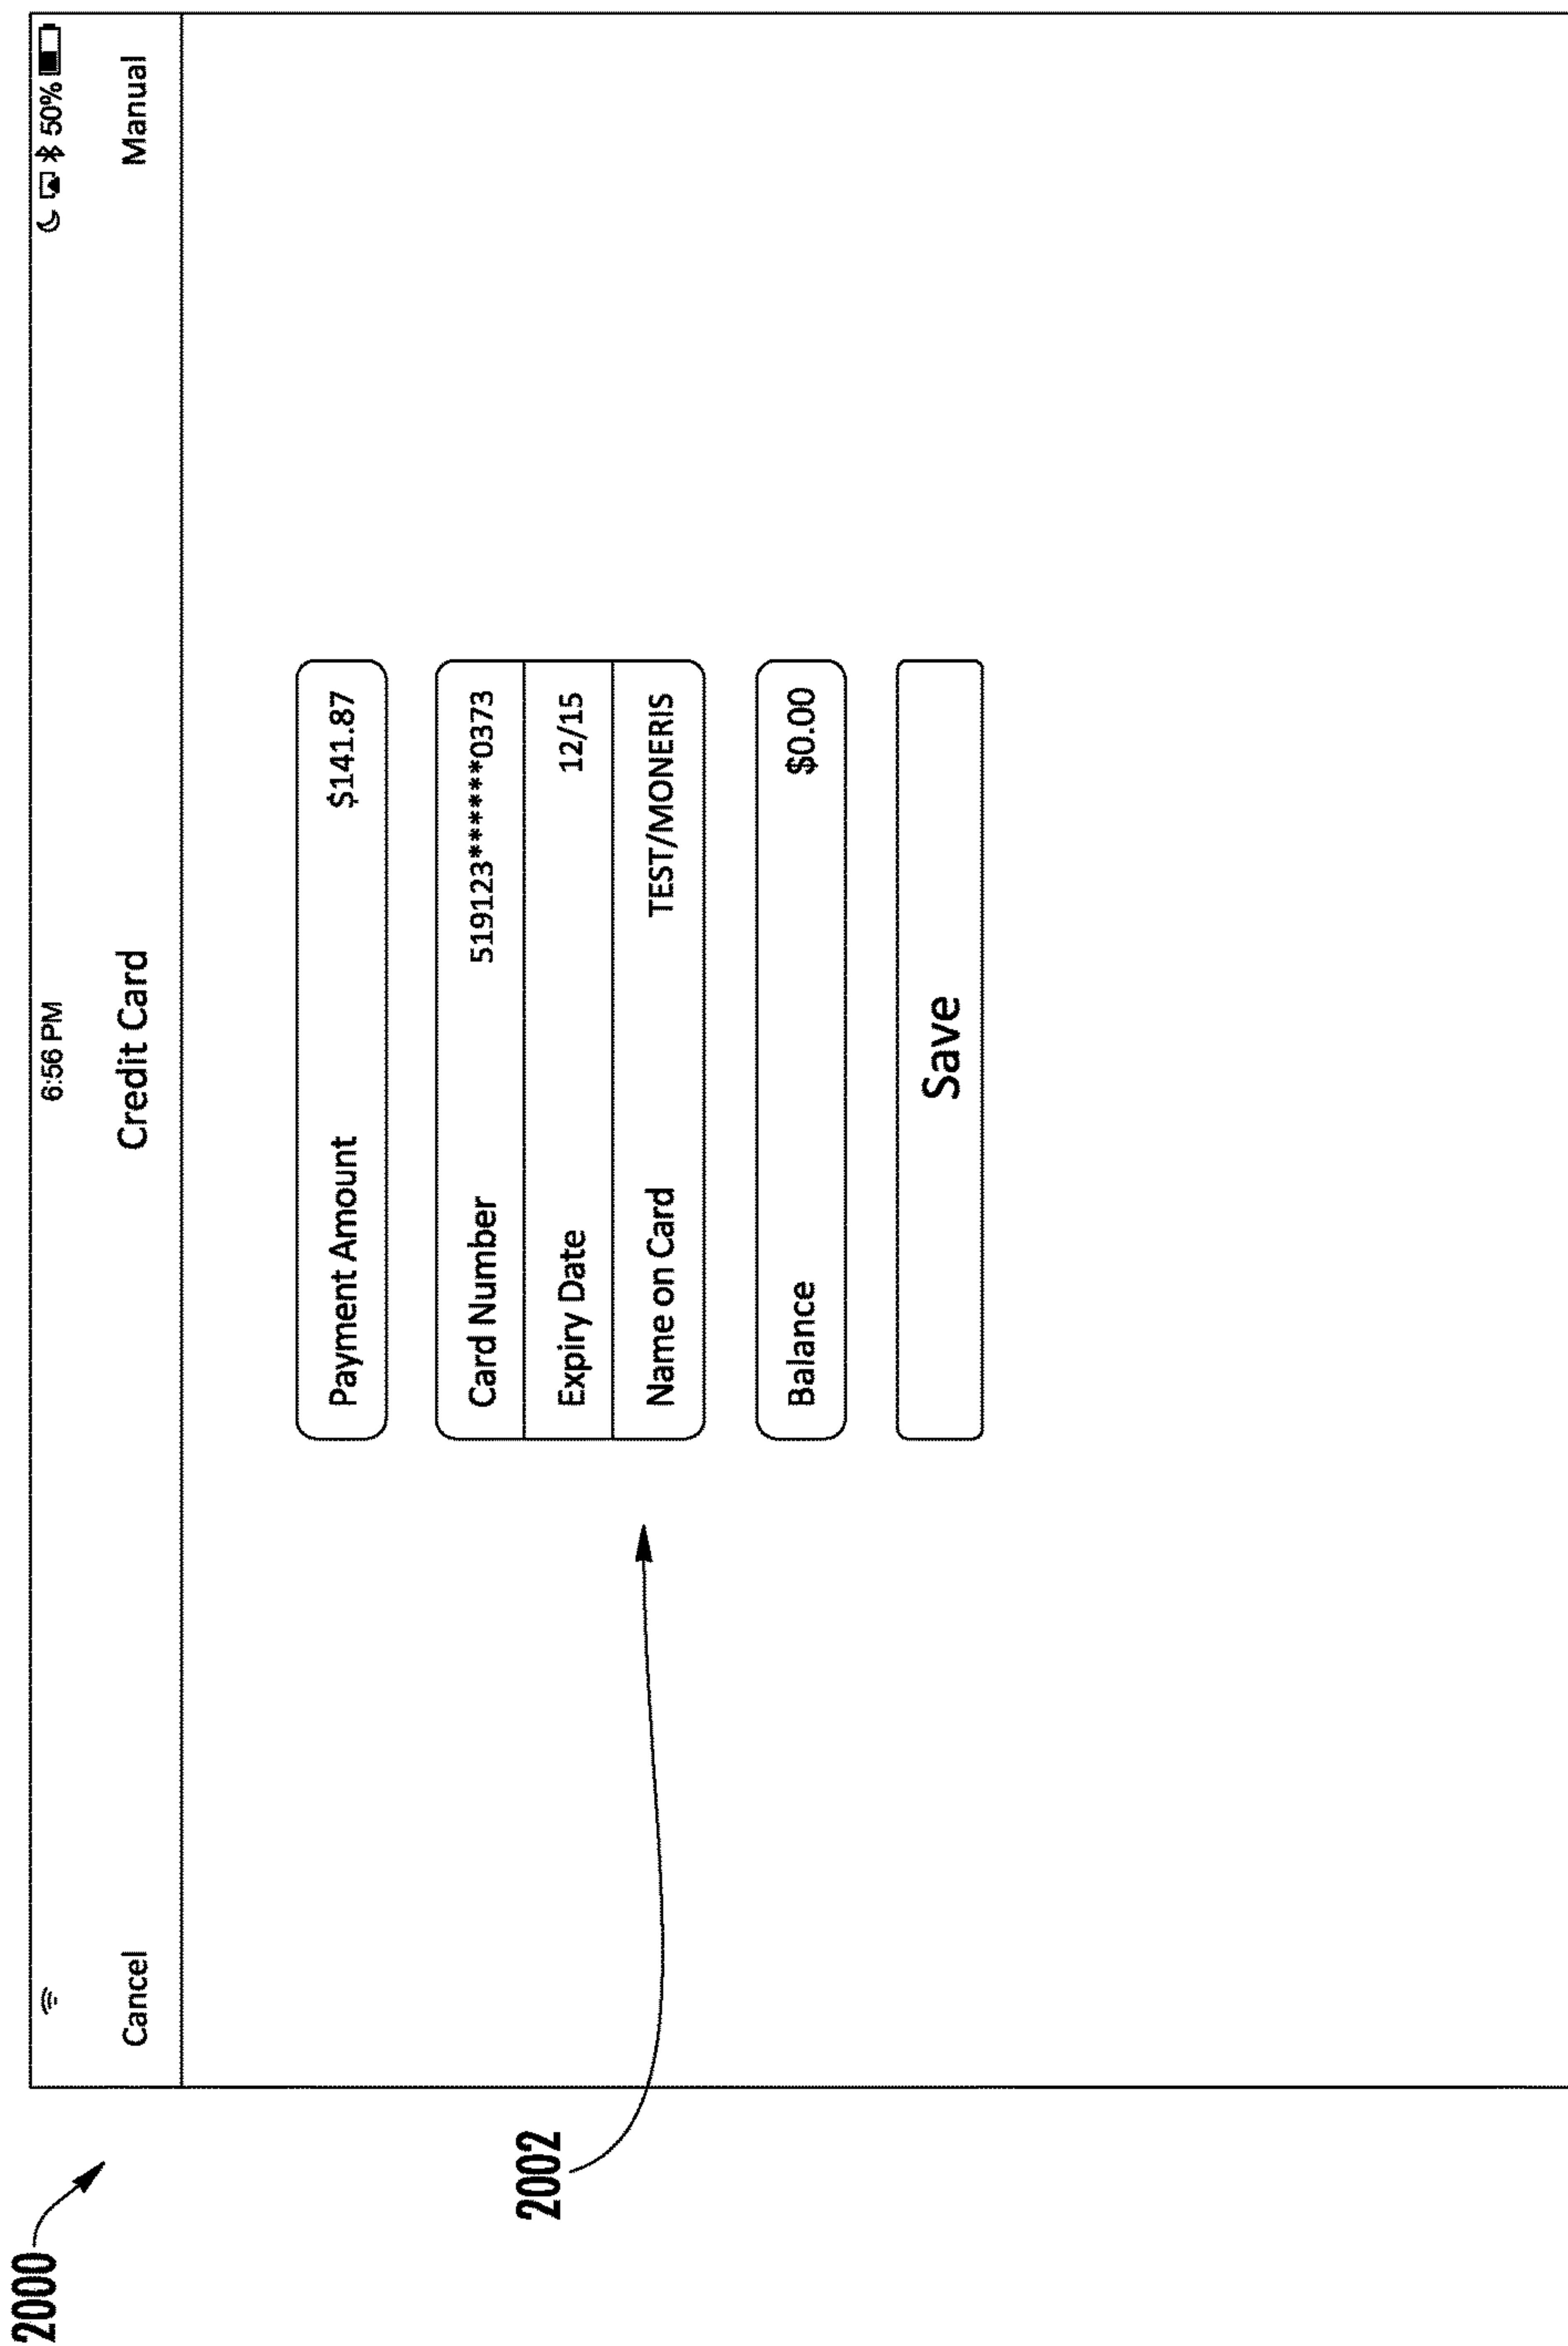 2000
6:56 PM 50%
Cancel Credit Card Manual
Payment Amount $141.87
Card Number 519123******0373
Expiry Date 12/15
2002
Name on Card TEST/MONERIS
Balance $0.00
Save